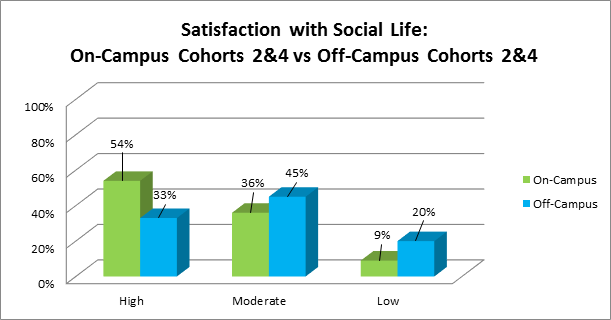 Satisfaction with Social Life:
On-Campus Cohorts 2&4 vs Off-Campus Cohorts 2&4
100%
80%
60%
40%
20%
0%
54%
33%
36%
45%
9%
20%
High
Moderate
Low
On-Campus
Off-Campus